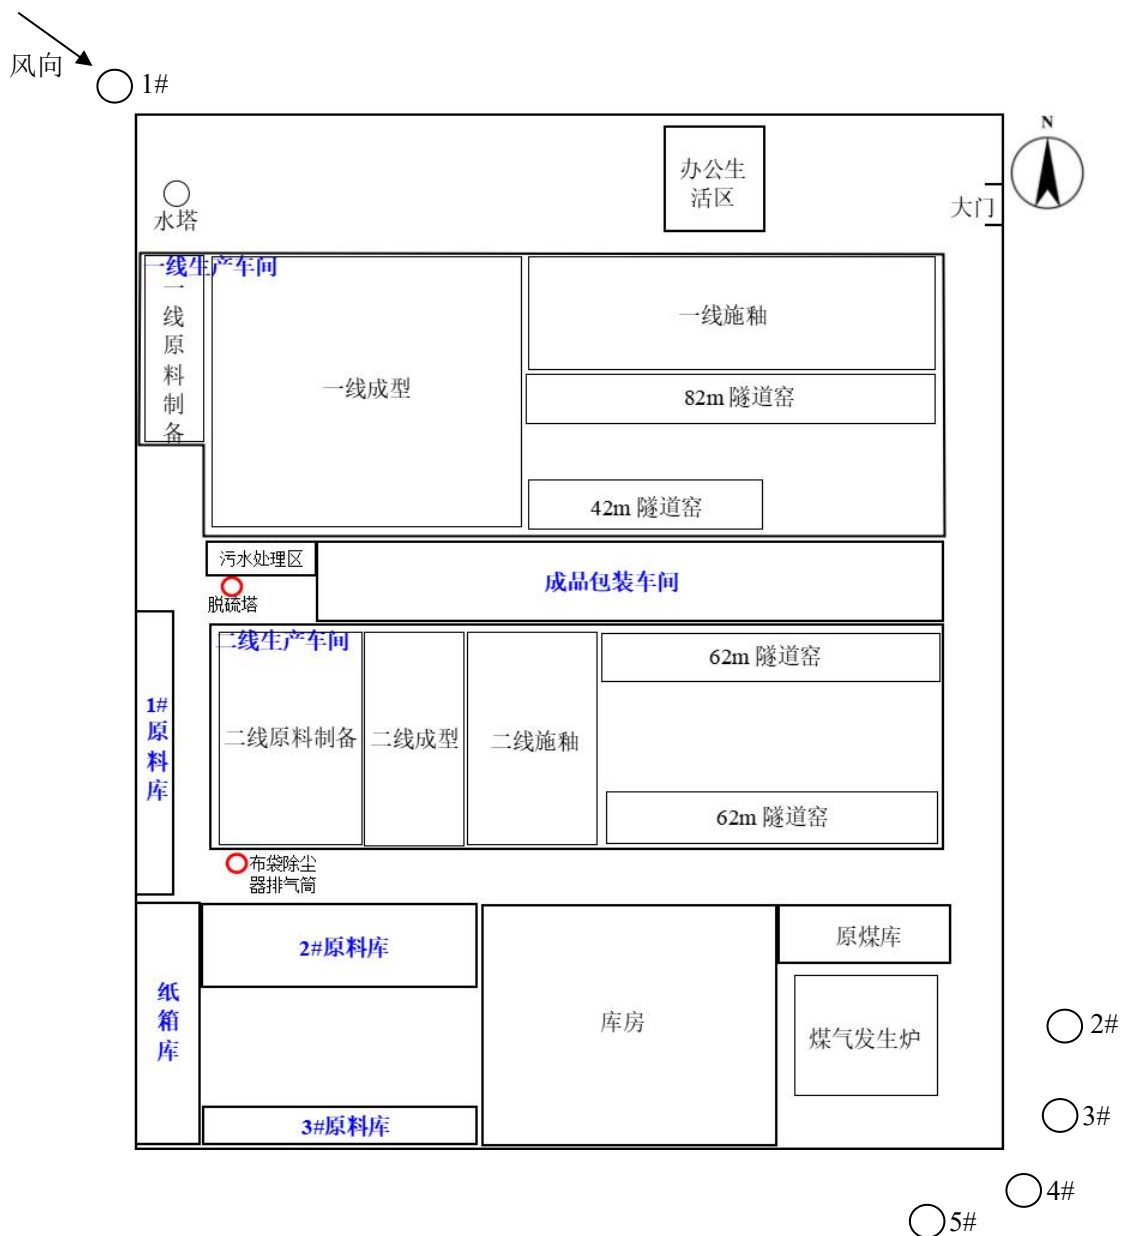 风向
1#
N
办公生
活区
大门
水塔
一线生产车间
一
线
原
料
制
备
一线成型
一线施釉
82m 隧道窑
42m 隧道窑
污水处理区
脱硫塔
成品包装车间
二线生产车间
62m 隧道窑
1#
原
料
库
二线原料制备
二线成型
二线施釉
62m 隧道窑
布袋除尘
器排气筒
2#原料库
原煤库
纸
箱
库
库房
煤气发生炉
2#
3#原料库
3#
4#
5#